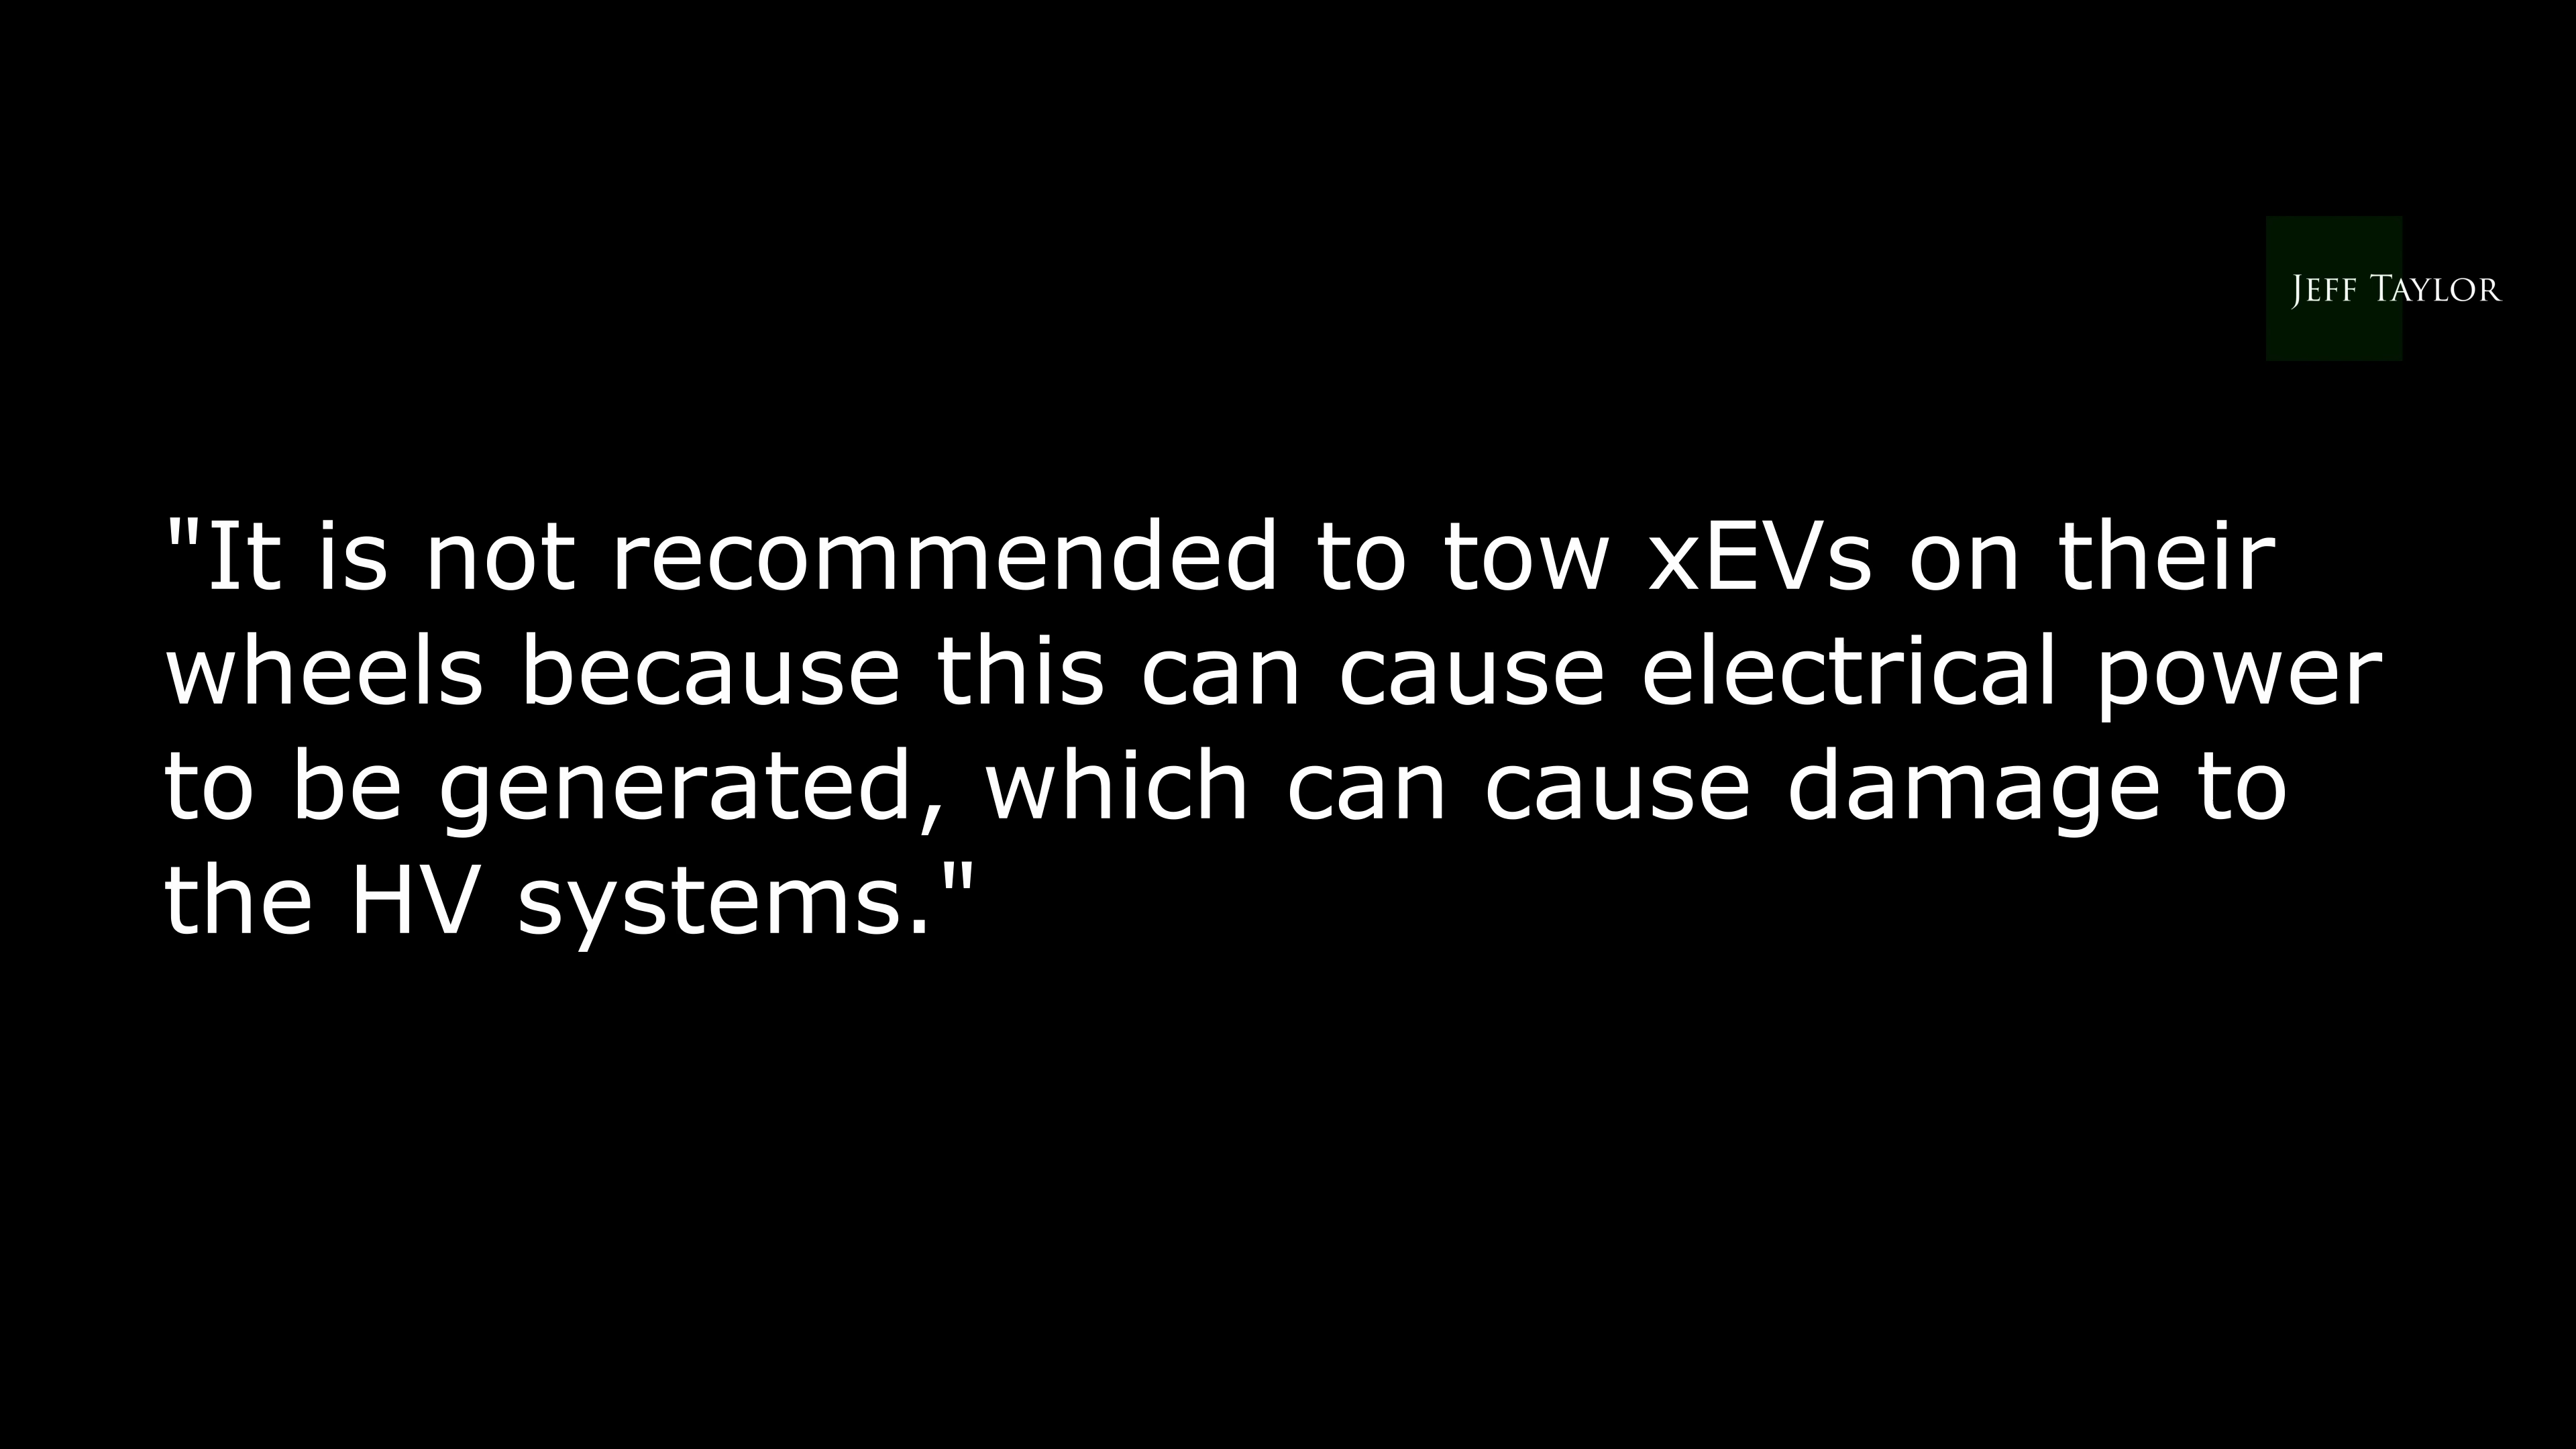 Jeff Taylor
"It is not recommended to tow xEVs on their
wheels because this can cause electrical power
to be generated, which can cause damage to
the HV systems."